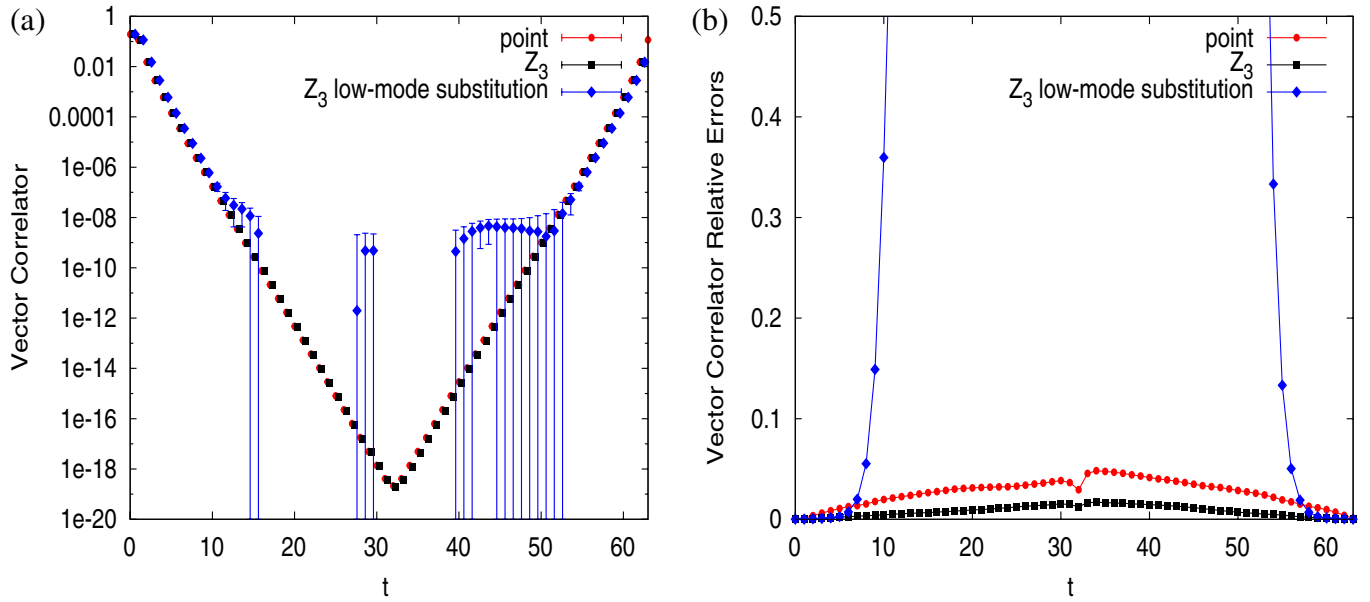 (a)
Vector Correlator
1
0.01
0.0001
1e-06
1e-08
1e-10
1e-12
1e-14
1e-16
1e-18
1e-20
point
Z3
Z3 low-mode substitution
0 10 20 30 40 50 60
t
(b)
Vector Correlator Relative Errors
0.5
0.4
0.3
0.2
0.1
0
point
Z3
Z3 low-mode substitution
0 10 20 30 40 50 60
t